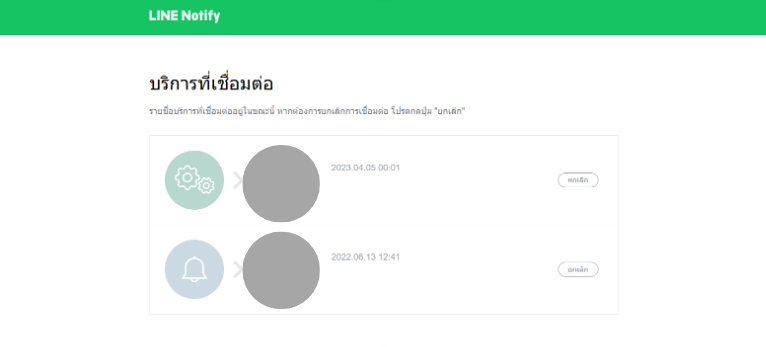 LINE Notify
บริการที่เชื่อมต่อ
รายชื่อบริการที่เชื่อมต่ออยู่ในขณะนี้ หากต้องการยกเลิกการเชื่อมต่อ โปรดกดปุ่ม "ยกเลิก"
2023.04.05 00:01
ยกเลิก
2022.06.13 12:41
ยกเลิก